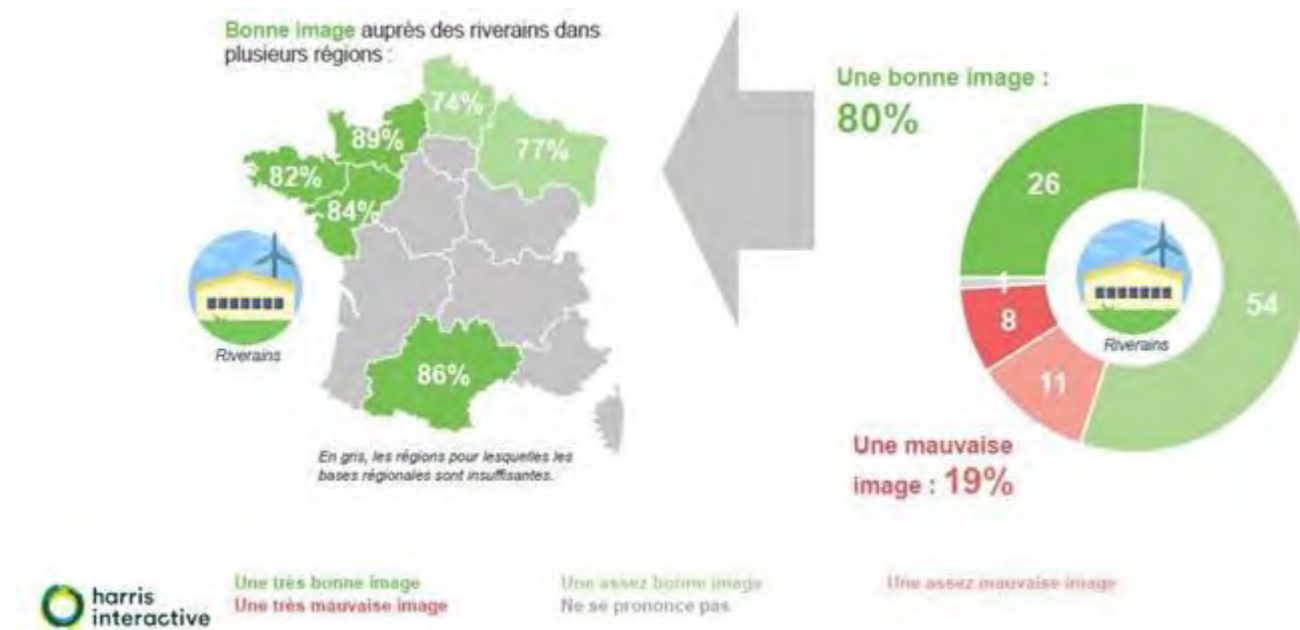 Bonne image auprès des riverains dans
plusieurs régions :
74%
77%
89%
82%
84%
86%
Riverains
En gris, les régions pour lesquelles les
bases régionales sont insuffisantes.
Une bonne image :
80%
26
54
1
8
11
Riverains
Une mauvaise
image : 19%
harris
interactive
Une très bonne image
Une très mauvaise image
Une assez bonne image
Ne se prononce pas
Une assez mauvaise image